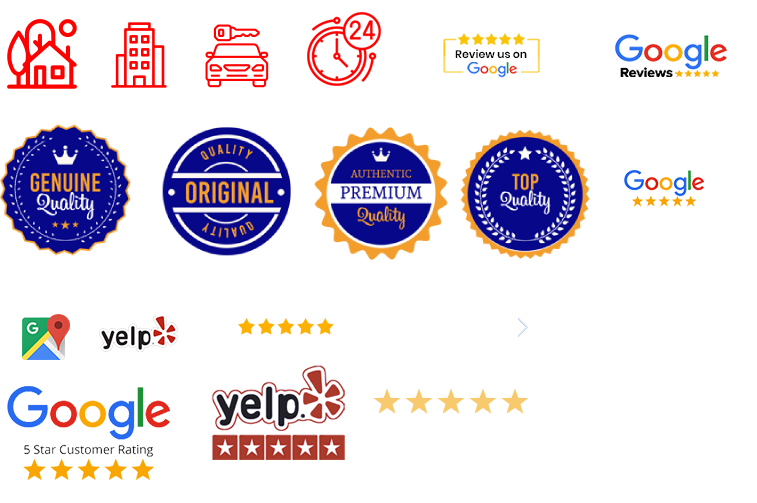 24
Review us on
Google
Google
Reviews
GENUINE
Quality
QUALITY
ORIGINAL
QUALITY
AUTHENTIC
PREMIUM
Quality
TOP
Quality
Google
G
yelp
Google
5 Star Customer Rating
yelp